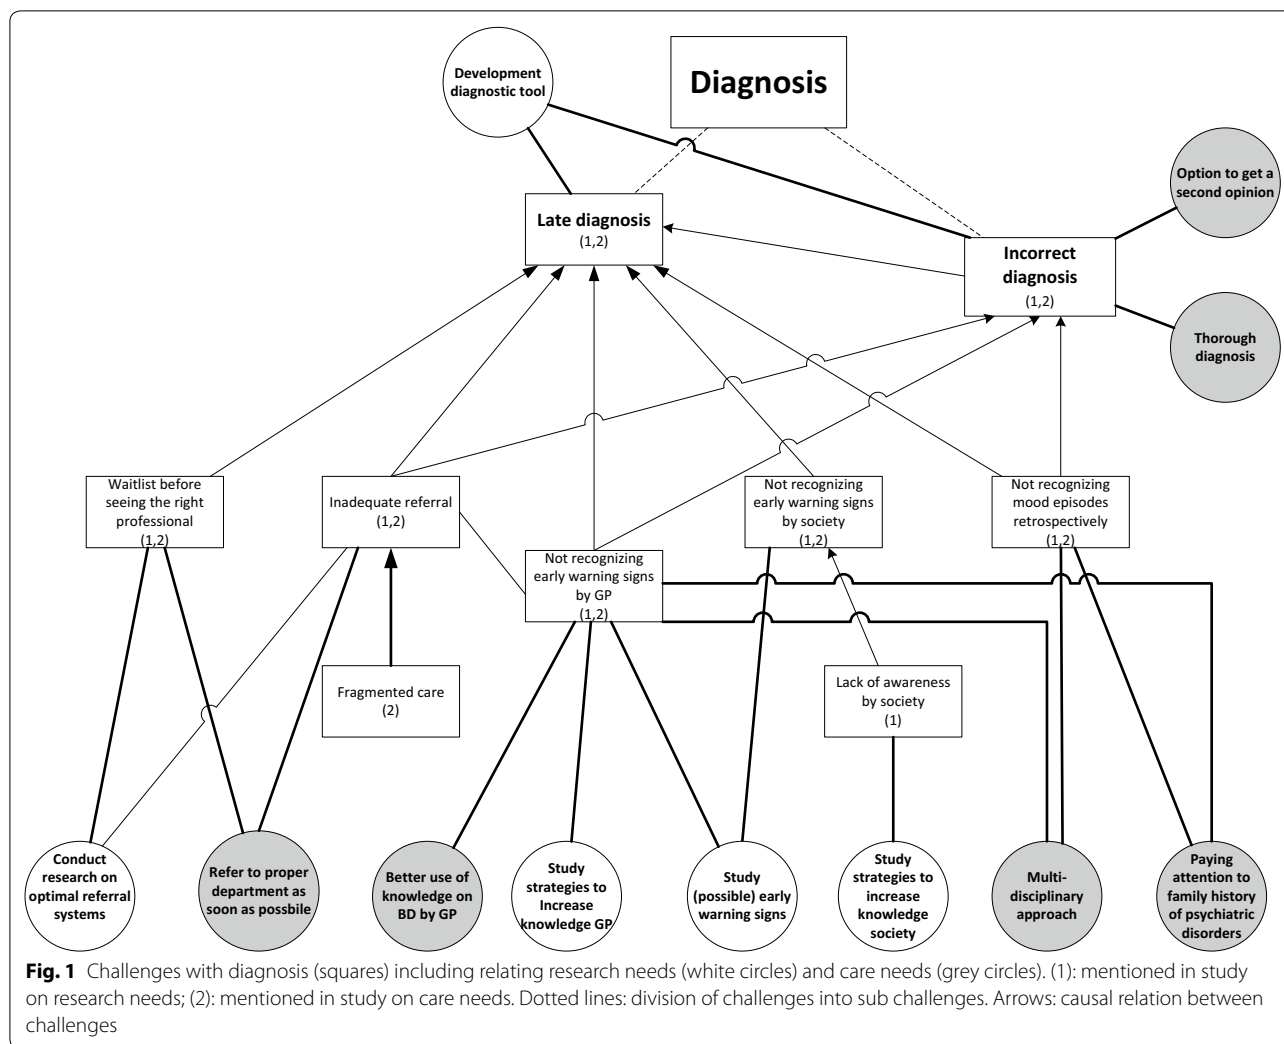 Development
diagnostic tool
Diagnosis
Option to get a
second opinion
Late diagnosis
(1,2)
Incorrect
diagnosis
(1,2)
Thorough
diagnosis
Waitlist before
seeing the right
professional
(1,2)
Inadequate referral
(1,2)
Not recognizing
early warning signs
by society
(1,2)
Not recognizing
mood episodes
retrospectively
(1,2)
Not recognizing
early warning signs
by GP
(1,2)
Fragmented care
(2)
Lack of awareness
by society
(1)
Conduct
research on
optimal referral
systems
Refer to proper
department as
soon as possbile
Better use of
knowledge on
BD by GP
Study
strategies to
Increase
knowledge GP
Study
(possible) early
warning signs
Study
strategies to
increase
knowledge
society
Multi-
disciplinary
approach
Paying
attention to
family history
of psychiatric
disorders
Fig. 1 Challenges with diagnosis (squares) including relating research needs (white circles) and care needs (grey circles). (1): mentioned in study
on research needs; (2): mentioned in study on care needs. Dotted lines: division of challenges into sub challenges. Arrows: causal relation between
challenges